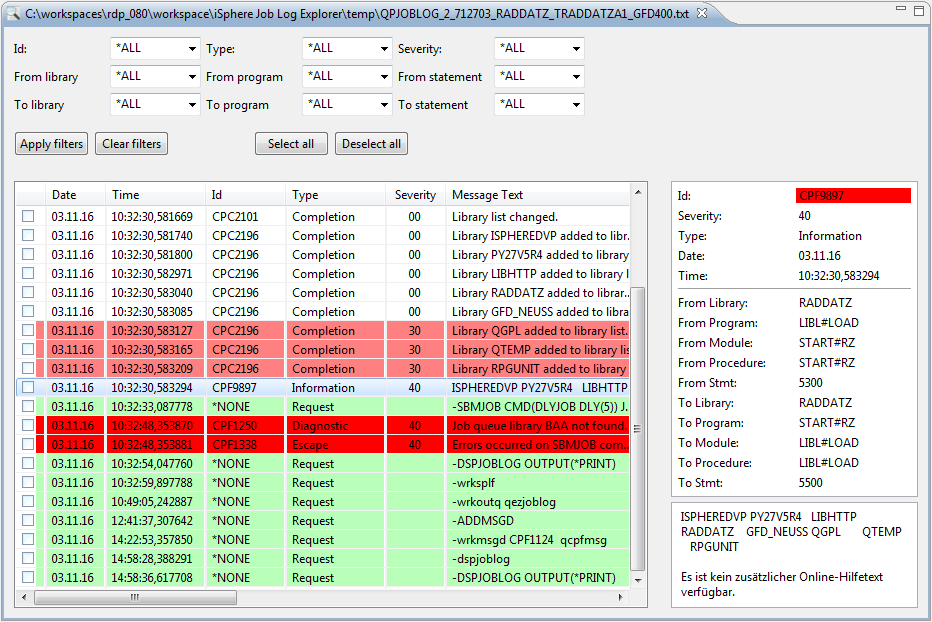 C:\workspaces\rdp_080\workspace\iSphere Job Log Explorer\temp\QPJOBLOG_2_712703_RADDATZ_TRADDATZA1_GFD400.txt
Id: *ALL Type: *ALL Severity: *ALL
From library *ALL From program *ALL From statement *ALL
To library *ALL To program *ALL To statement *ALL
Apply filters Clear filters Select all Deselect all
Date Time Id Type Severity Message Text
03.11.16 10:32:30,581669 CPC2101 Completion 00 Library list changed.
03.11.16 10:32:30,581740 CPC2196 Completion 00 Library ISPHEREDVP added to libr...
03.11.16 10:32:30,581800 CPC2196 Completion 00 Library PY27V5R4 added to library
03.11.16 10:32:30,582971 CPC2196 Completion 00 Library LIBHTTP added to library l
03.11.16 10:32:30,583040 CPC2196 Completion 00 Library RADDATZ added to librar...
03.11.16 10:32:30,583085 CPC2196 Completion 00 Library GFD_NEUSS added to libr...
03.11.16 10:32:30,583127 CPC2196 Completion 30 Library QGPL added to library list.
03.11.16 10:32:30,583165 CPC2196 Completion 30 Library QTEMP added to library lis
03.11.16 10:32:30,583209 CPC2196 Completion 30 Library RPGUNIT added to library
03.11.16 10:32:30,583294 CPF9897 Information 40 ISPHEREDVP PY27V5R4 LIBHTTP
03.11.16 10:32:33,087778 *NONE Request -SBMJOB CMD(DLYJOB DLY(5)) J...
03.11.16 10:32:48,353870 CPF1250 Diagnostic 40 Job queue library BAA not found.
03.11.16 10:32:48,353881 CPF1338 Escape 40 Errors occurred on SBMJOB com...
03.11.16 10:32:54,047760 *NONE Request -DSPJOBLOG OUTPUT(*PRINT)
03.11.16 10:32:59,897788 *NONE Request -wrksplf
03.11.16 10:49:05,242887 *NONE Request -wrkoutq qezjoblog
03.11.16 12:41:37,307642 *NONE Request -ADDMSGD
03.11.16 14:22:53,357850 *NONE Request -wrkmsgd CPF1124 qcpfmsg
03.11.16 14:58:28,388291 *NONE Request -dspjoblog
03.11.16 14:58:36,617708 *NONE Request -DSPJOBLOG OUTPUT(*PRINT)
Id: CPF9897
Severity: 40
Type: Information
Date: 03.11.16
Time: 10:32:30,583294
From Library: RADDATZ
From Program: LIBL#LOAD
From Module: START#RZ
From Procedure: START#RZ
From Stmt: 5300
To Library: RADDATZ
To Program: START#RZ
To Module: LIBL#LOAD
To Procedure: LIBL#LOAD
To Stmt: 5500
ISPHEREDVP PY27V5R4 LIBHTTP
RADDATZ GFD_NEUSS QGPL QTEMP
RPGUNIT
Es ist kein zusätzlicher Online-Hilfetext
verfügbar.